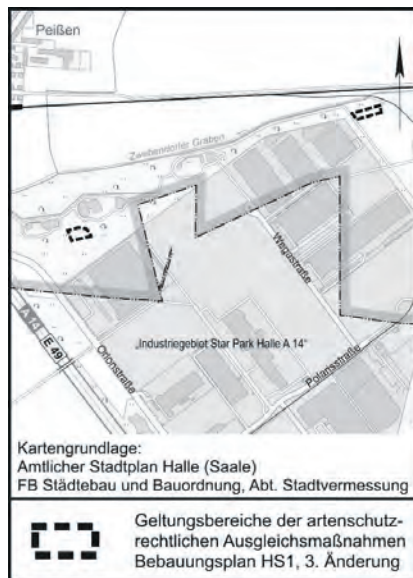 Peißen
Zwebendorfer Graben
Wegastraße
„Industriegebiet Star Park Halle A 14“
Orionstraße
A 14
E 49
Polarisstraße
Kartengrundlage:
Amtlicher Stadtplan Halle (Saale)
FB Städtebau und Bauordnung, Abt. Stadtvermessung
Geltungsbereiche der artenschutz-
rechtlichen Ausgleichsmaßnahmen
Bebauungsplan HS1, 3. Änderung